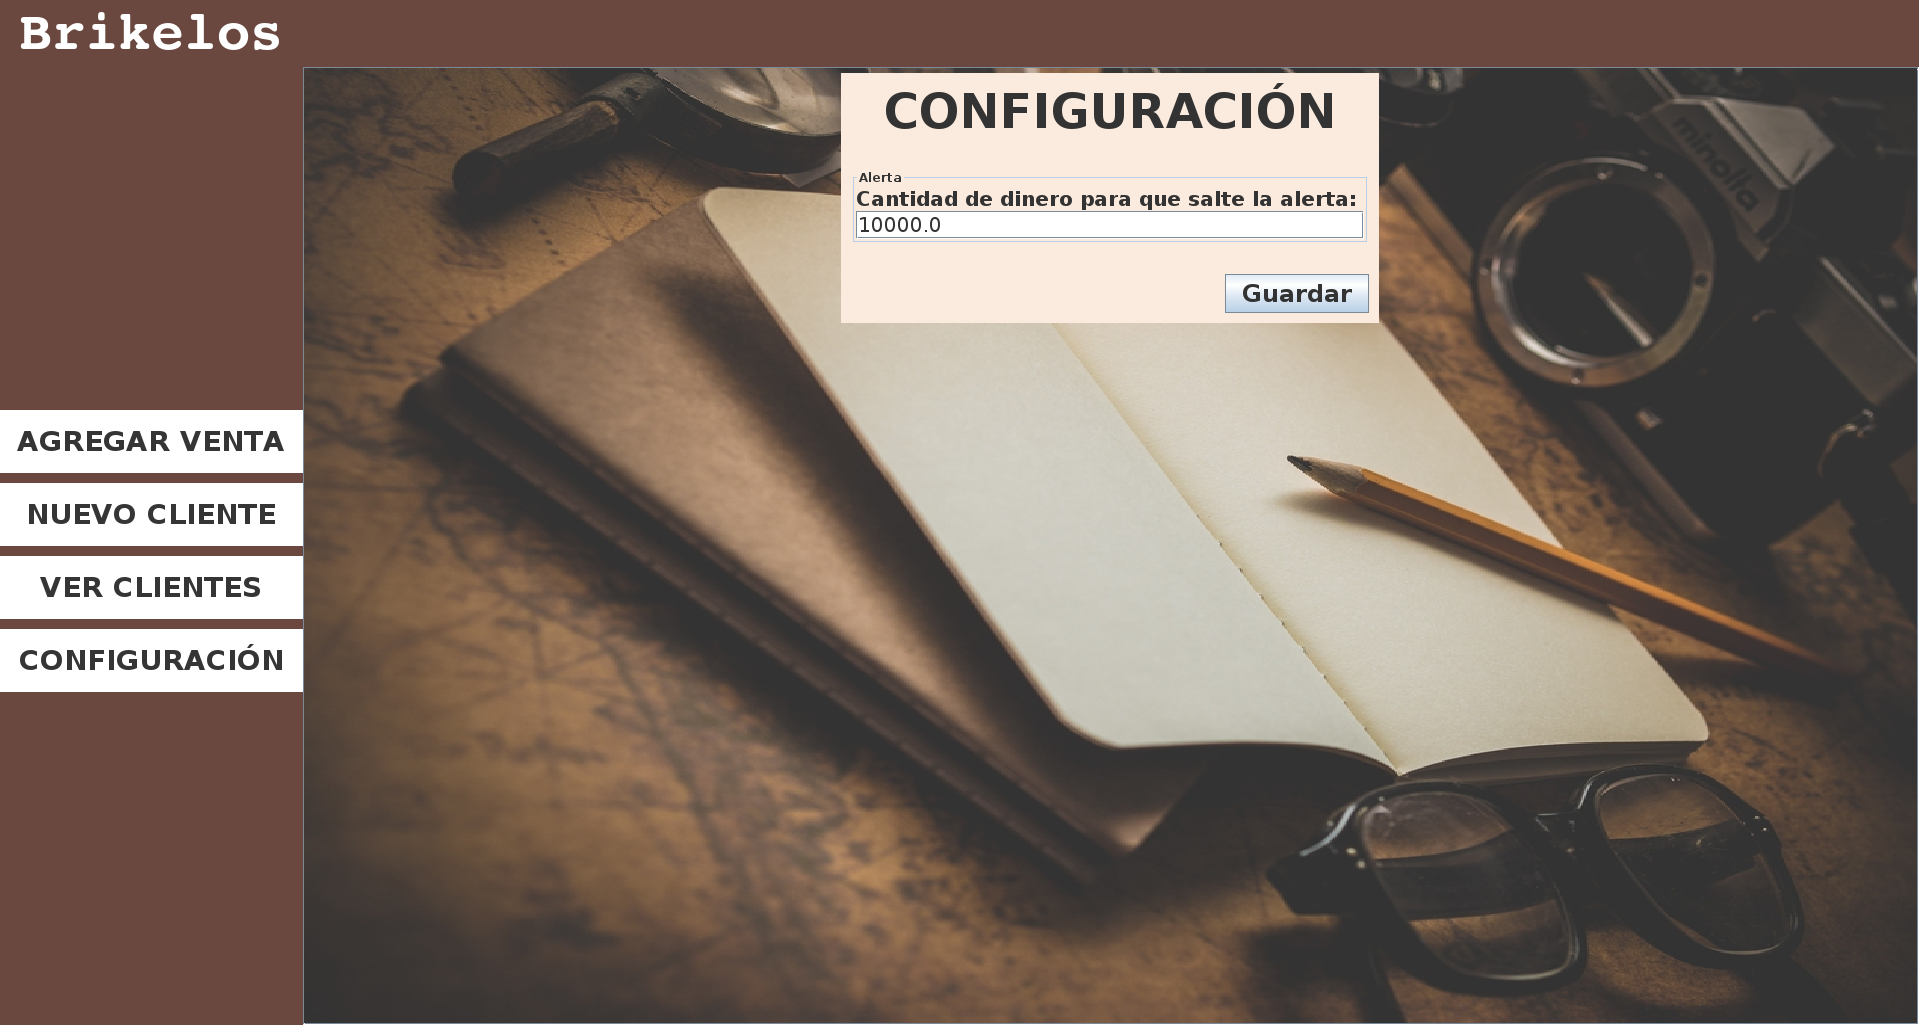 Brikelos
CONFIGURACIÓN
Alerta
Cantidad de dinero para que salte la alerta:
10000.0
Guardar
AGREGAR VENTA
NUEVO CLIENTE
VER CLIENTES
CONFIGURACIÓN
minolta